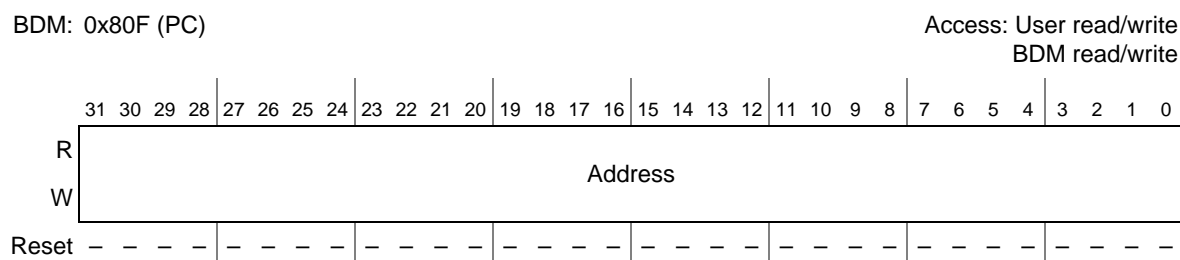 BDM: 0x80F (PC) Access: User read/write
BDM read/write
31 30 29 28 27 26 25 24 23 22 21 20 19 18 17 16 15 14 13 12 11 10 9 8 7 6 5 4 3 2 1 0
R
Address
W
Reset – – – – – – – – – – – – – – – – – – – – – – – – – – – – – – – –